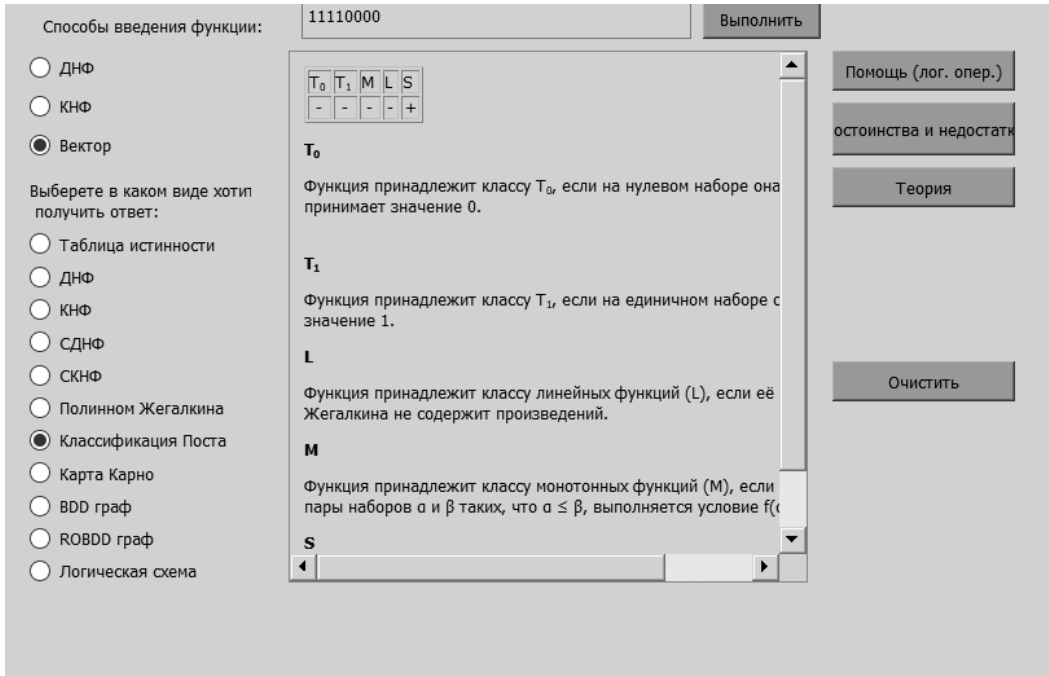 Способы введения функции:
ДНФ
КНФ
Вектор
Выберете в каком виде хотит
получить ответ:
Таблица истинности
ДНФ
КНФ
СДНФ
СКНФ
Полинном Жегалкина
Классификация Поста
Карта Карно
BDD граф
ROBDD граф
Логическая схема
11110000
Выполнить
T₀ T₁ M L S
- - - - +
T₀
Функция принадлежит классу T₀, если на нулевом наборе она
принимает значение 0.
T₁
Функция принадлежит классу T₁, если на единичном наборе о
значение 1.
L
Функция принадлежит классу линейных функций (L), если её
Жегалкина не содержит произведений.
M
Функция принадлежит классу монотонных функций (M), если
пары наборов α и β таких, что α ≤ β, выполняется условие f(α
S
Помощь (лог. опер.)
остоинства и недостатк
Теория
Очистить